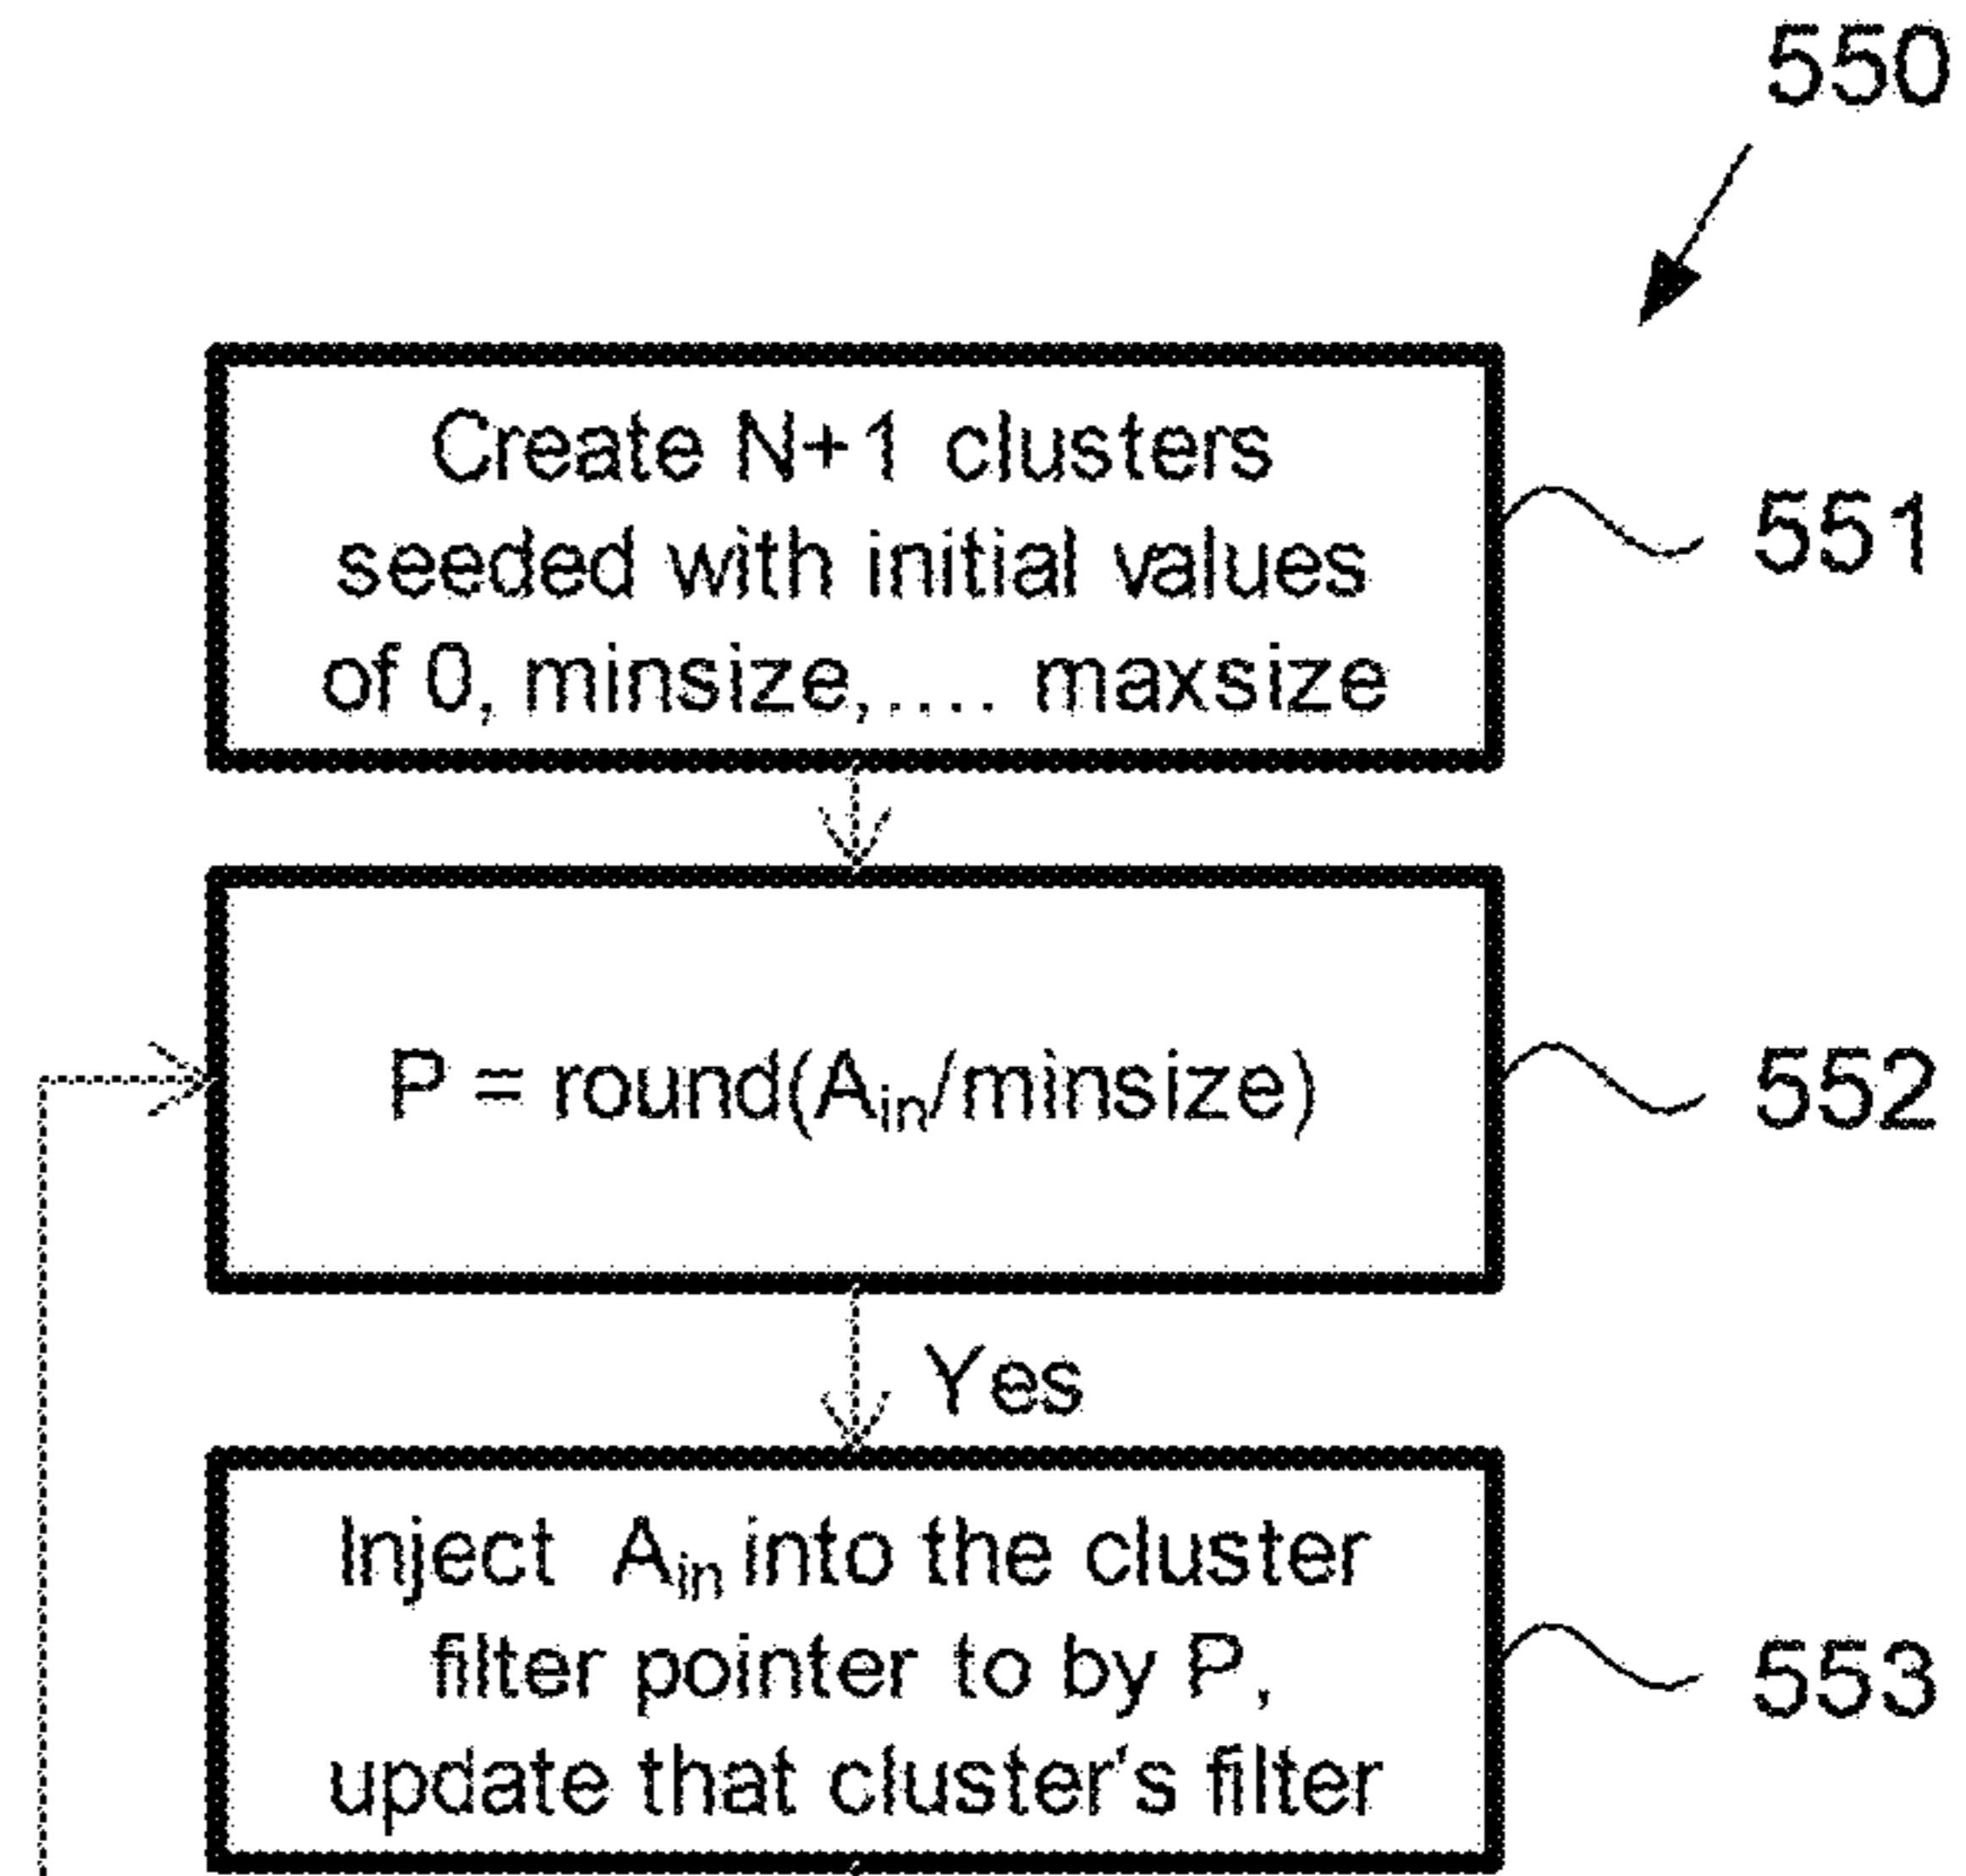 550
Create N+1 clusters
seeded with initial values
of 0, minsize,.... maxsize
551
P = round(Ain/minsize)
552
Yes
Inject Ain into the cluster
filter pointer to by P,
update that cluster's filter
553